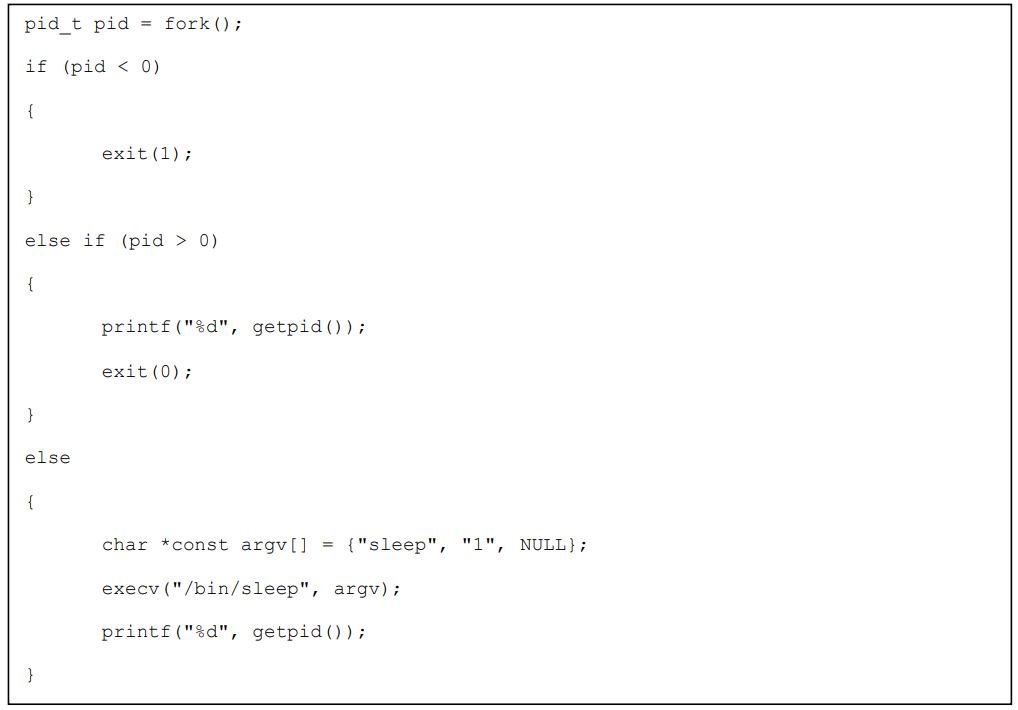 pid_t pid = fork();
if (pid < 0)
{
exit(1);
}
else if (pid > 0)
{
printf("%d", getpid());
exit(0);
}
else
{
char *const argv[] = {"sleep", "1", NULL};
execv("/bin/sleep", argv);
printf("%d", getpid());
}